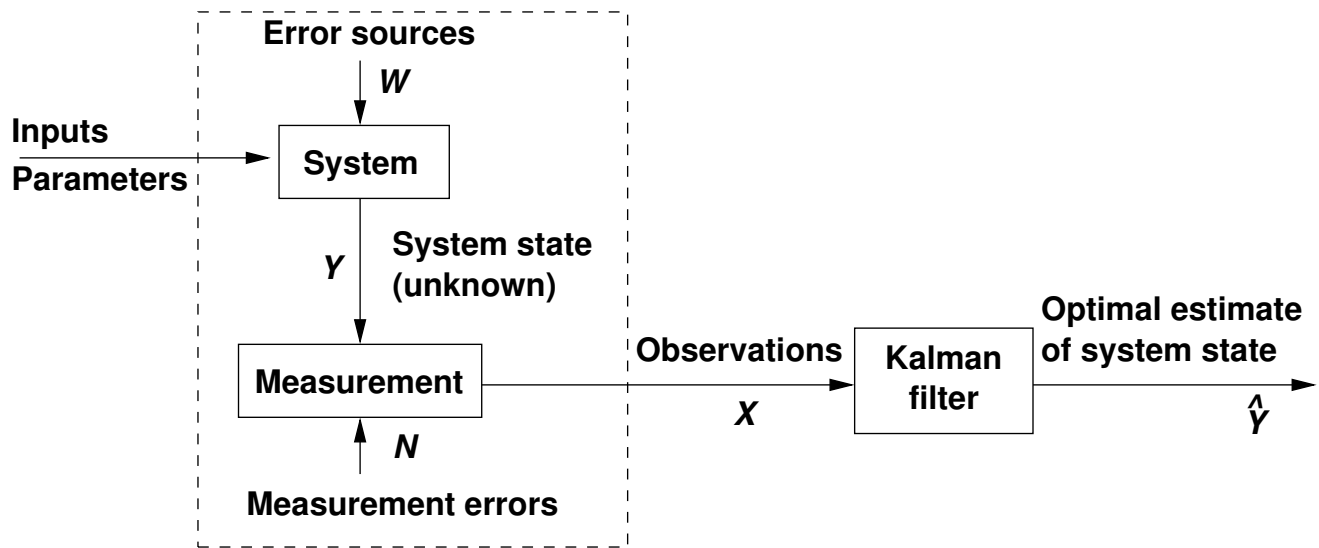 Error sources
W
Inputs
Parameters
System
System state
(unknown)
Y
Measurement
N
Measurement errors
Observations
X
Kalman
filter
Optimal estimate
of system state
Ŷ